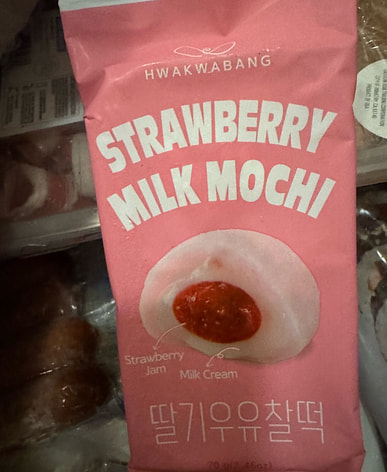 HWAKWABANG
STRAWBERRY
MILK MOCHI
Strawberry
Jam
Milk Cream
딸기우유찰떡